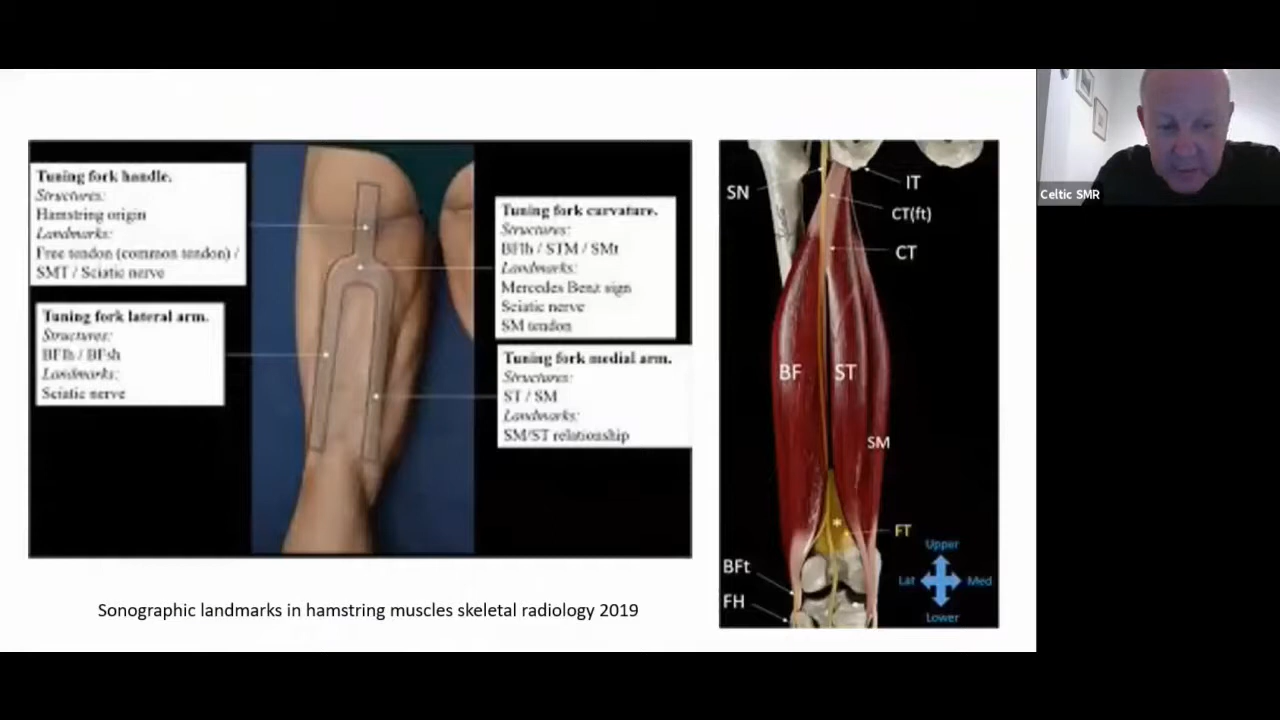 Tuning fork handle.
Structures:
Hamstring origin
Landmarks:
Free tendon (common tendon) /
SMT / Sciatic nerve
Tuning fork lateral arm.
Structures:
BFlh / BFsh
Landmarks:
Sciatic nerve
Tuning fork curvature.
Structures:
BFlh / STM / SMt
Landmarks:
Mercedes Benz sign
Sciatic nerve
SM tendon
Tuning fork medial arm.
Structures:
ST / SM
Landmarks:
SM/ST relationship
Sonographic landmarks in hamstring muscles skeletal radiology 2019
SN
IT
CT(ft)
CT
BF
ST
SM
*
FT
BFt
FH
Upper
Lat
Med
Lower
Celtic SMR